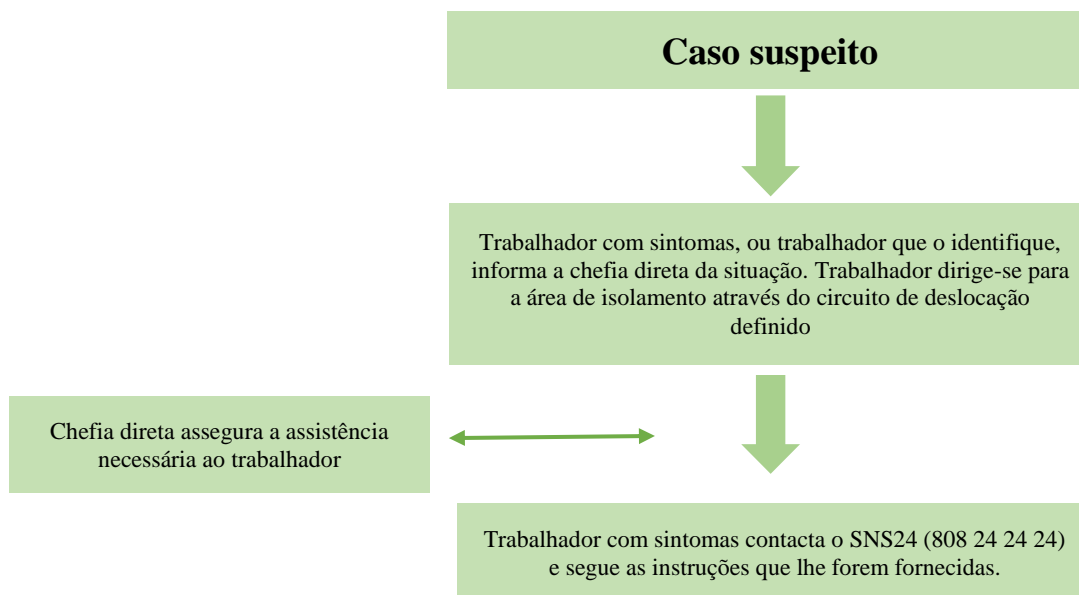 Caso suspeito
Trabalhador com sintomas, ou trabalhador que o identifique,
informa a chefia direta da situação. Trabalhador dirige-se para
a área de isolamento através do circuito de deslocação
definido
Chefia direta assegura a assistência
necessária ao trabalhador
Trabalhador com sintomas contacta o SNS24 (808 24 24 24)
e segue as instruções que lhe forem fornecidas.